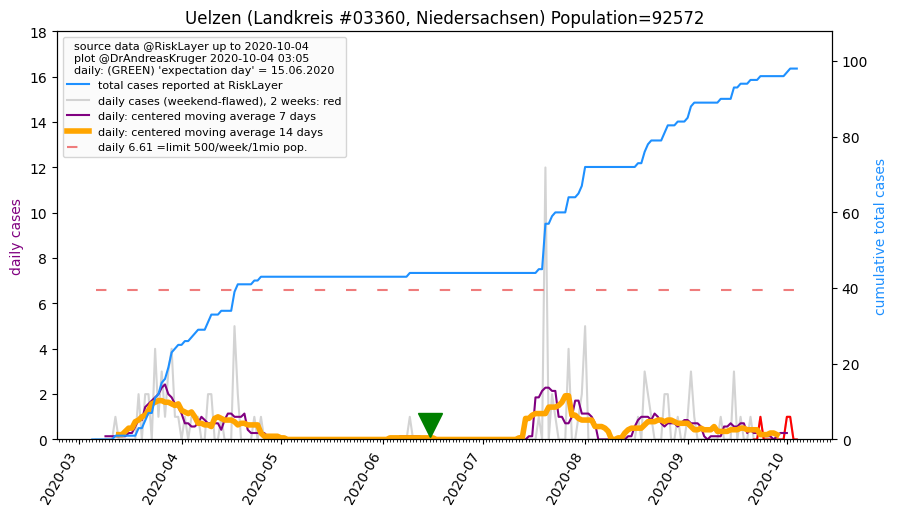 Uelzen (Landkreis #03360, Niedersachsen) Population=92572
source data @RiskLayer up to 2020-10-04
plot @DrAndreasKruger 2020-10-04 03:05
daily: (GREEN) 'expectation day' = 15.06.2020
total cases reported at RiskLayer
daily cases (weekend-flawed), 2 weeks: red
daily: centered moving average 7 days
daily: centered moving average 14 days
daily 6.61 =limit 500/week/1mio pop.
daily cases
18
16
14
12
10
8
6
4
2
0
100
80
60
40
20
0
cumulative total cases
2020-03
2020-04
2020-05
2020-06
2020-07
2020-08
2020-09
2020-10